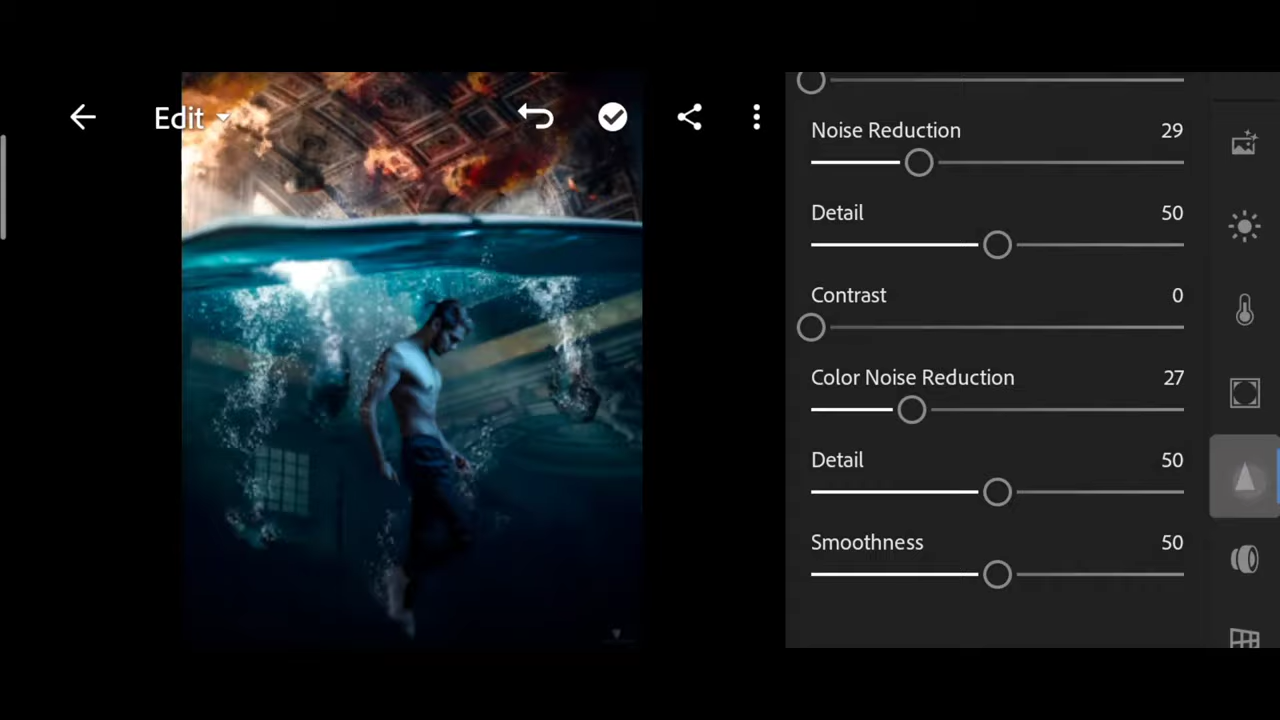 Edit
Noise Reduction 29
Detail 50
Contrast 0
Color Noise Reduction 27
Detail 50
Smoothness 50